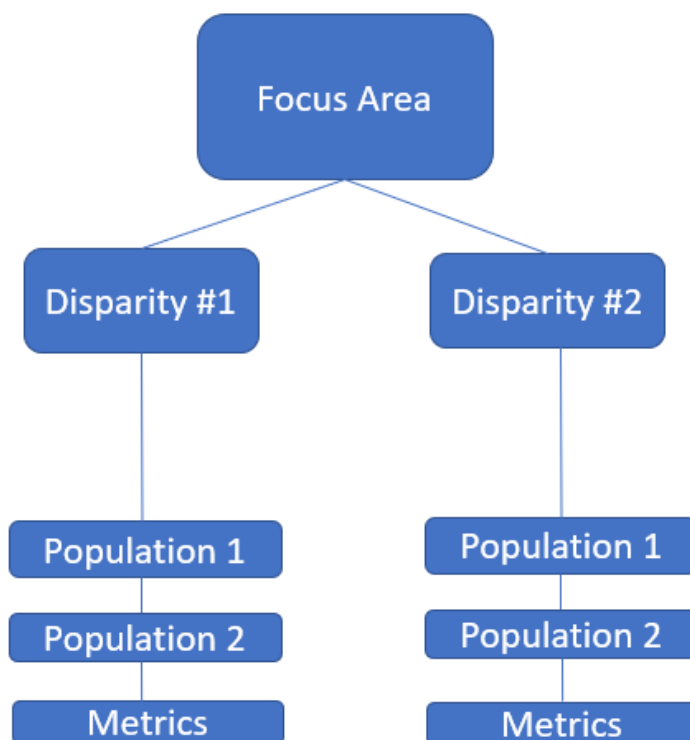 Focus Area
Disparity #1
Disparity #2
Population 1
Population 1
Population 2
Population 2
Metrics
Metrics